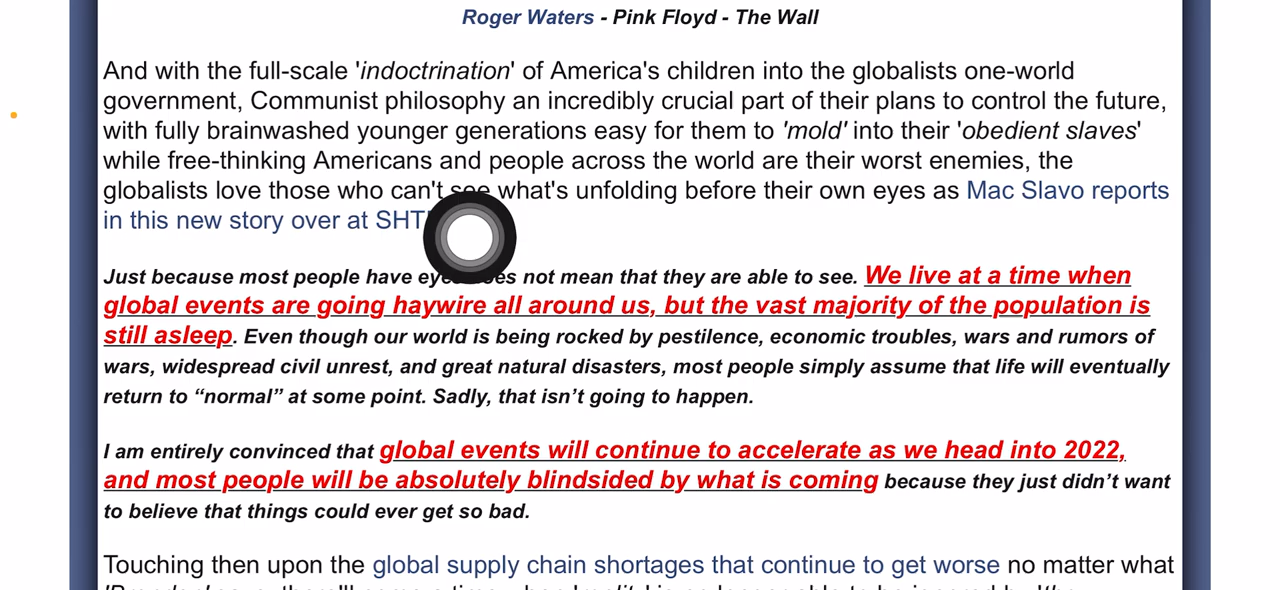 Roger Waters - Pink Floyd - The Wall
And with the full-scale 'indoctrination' of America's children into the globalists one-world
government, Communist philosophy an incredibly crucial part of their plans to control the future,
with fully brainwashed younger generations easy for them to 'mold' into their 'obedient slaves'
while free-thinking Americans and people across the world are their worst enemies, the
globalists love those who can't see what's unfolding before their own eyes as Mac Slavo reports
in this new story over at
Just because most people have not mean that they are able to see. We live at a time when
global events are going haywire all around us, but the vast majority of the population is
still asleep. Even though our world is being rocked by pestilence, economic troubles, wars and rumors of
wars, widespread civil unrest, and great natural disasters, most people simply assume that life will eventually
return to “normal” at some point. Sadly, that isn’t going to happen.
I am entirely convinced that global events will continue to accelerate as we head into 2022,
and most people will be absolutely blindsided by what is coming because they just didn’t want
to believe that things could ever get so bad.
Touching then upon the global supply chain shortages that continue to get worse no matter what